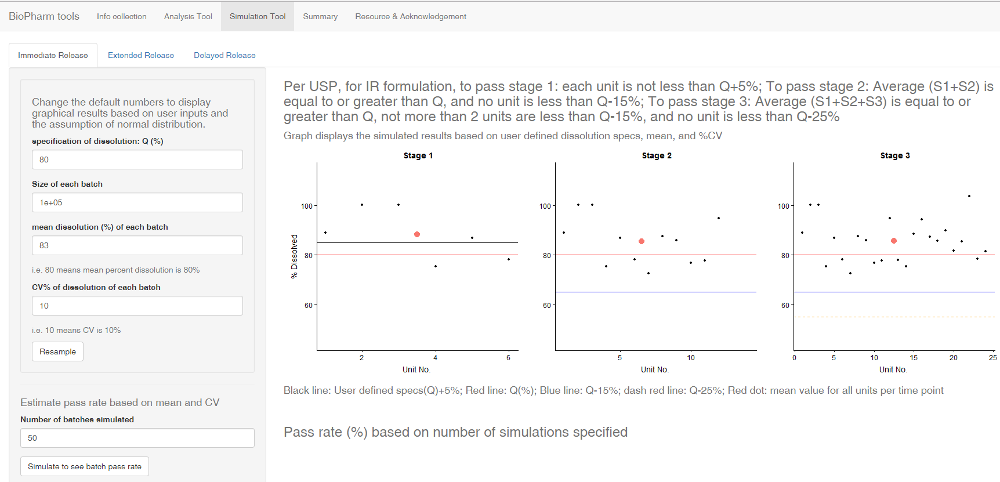 BioPharm tools Info collection Analysis Tool Simulation Tool Summary Resource & Acknowledgement
Immediate Release Extended Release Delayed Release
Change the default numbers to display
graphical results based on user inputs and
the assumption of normal distribution.
specification of dissolution: Q (%)
80
Size of each batch
1e+05
mean dissolution (%) of each batch
83
i.e. 80 means mean percent dissolution is 80%
CV% of dissolution of each batch
10
i.e. 10 means CV is 10%
Resample
Estimate pass rate based on mean and CV
Number of batches simulated
50
Simulate to see batch pass rate
Per USP, for IR formulation, to pass stage 1: each unit is not less than Q+5%; To pass stage 2: Average (S1+S2) is
equal to or greater than Q, and no unit is less than Q-15%; To pass stage 3: Average (S1+S2+S3) is equal to or
greater than Q, not more than 2 units are less than Q-15%, and no unit is less than Q-25%
Graph displays the simulated results based on user defined dissolution specs, mean, and %CV
Stage 1
% Dissolved
100
80
60
2 4 6
Unit No.
Stage 2
100
80
60
5 10
Unit No.
Stage 3
100
80
60
0 5 10 15 20 25
Unit No.
Black line: User defined specs(Q)+5%; Red line: Q(%); Blue line: Q-15%; dash red line: Q-25%; Red dot: mean value for all units per time point
Pass rate (%) based on number of simulations specified